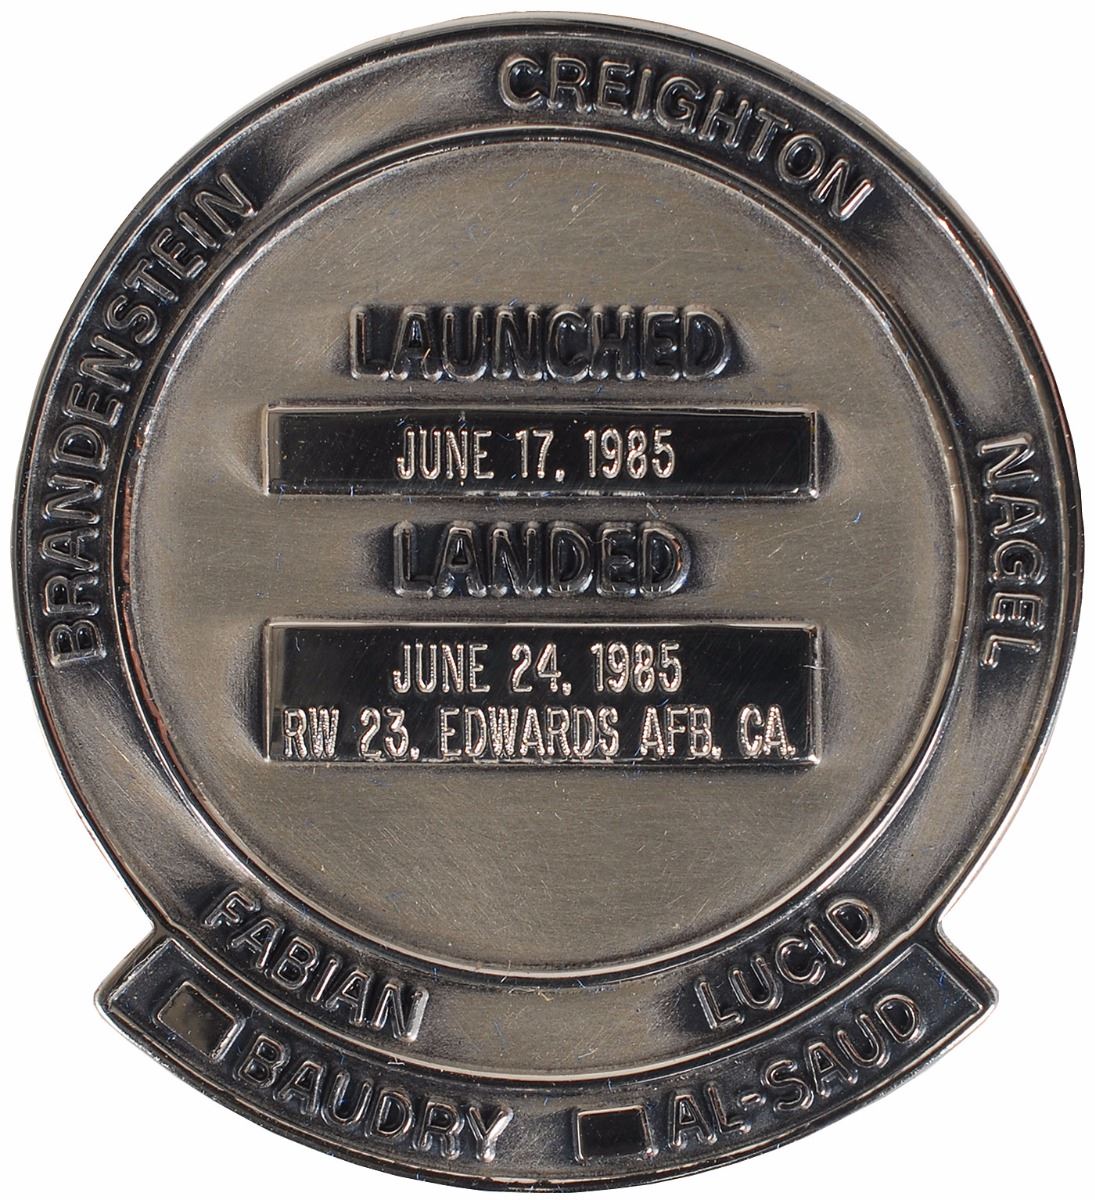 BRANDENSTEIN
CREIGHTON
NAGEL
LAUNCHED
JUNE 17, 1985
LANDED
JUNE 24, 1985
RW 23, EDWARDS AFB, CA.
FABIAN
LUCID
BAUDRY
AL-SAUD